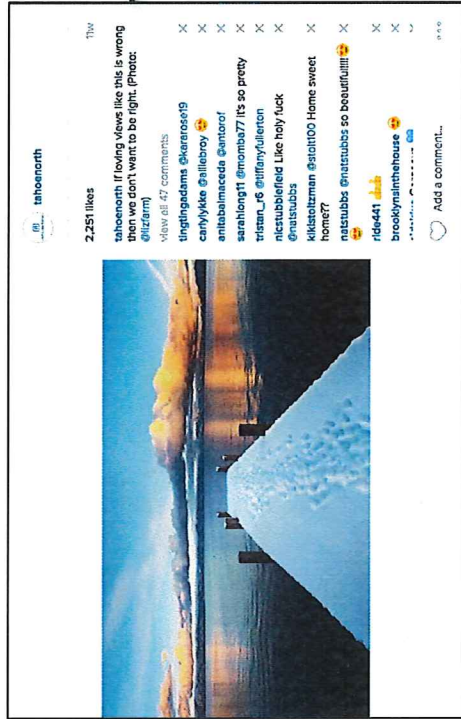 tahoenorth
2,251 likes
11w
tahoenorth If loving views like this is wrong
then we don't want to be right. (Photo:
@lizfarm)
view all 47 comments
tingtingadams @kararose19
carlylykke @aillebroy 😍
anitabalmaceda @antorof
sarahlong11 @momba77 it's so pretty
tristan_r6 @tiffanyfullerton
nicstubblefield Like holy fuck
@natstubbs
kikistoltzman @stolt100 Home sweet
home??
natstubbs @natstubbs so beautiful!!!! 😍
😍
ride441 👍👍
brooklynsinthehouse 😍
Add a comment...